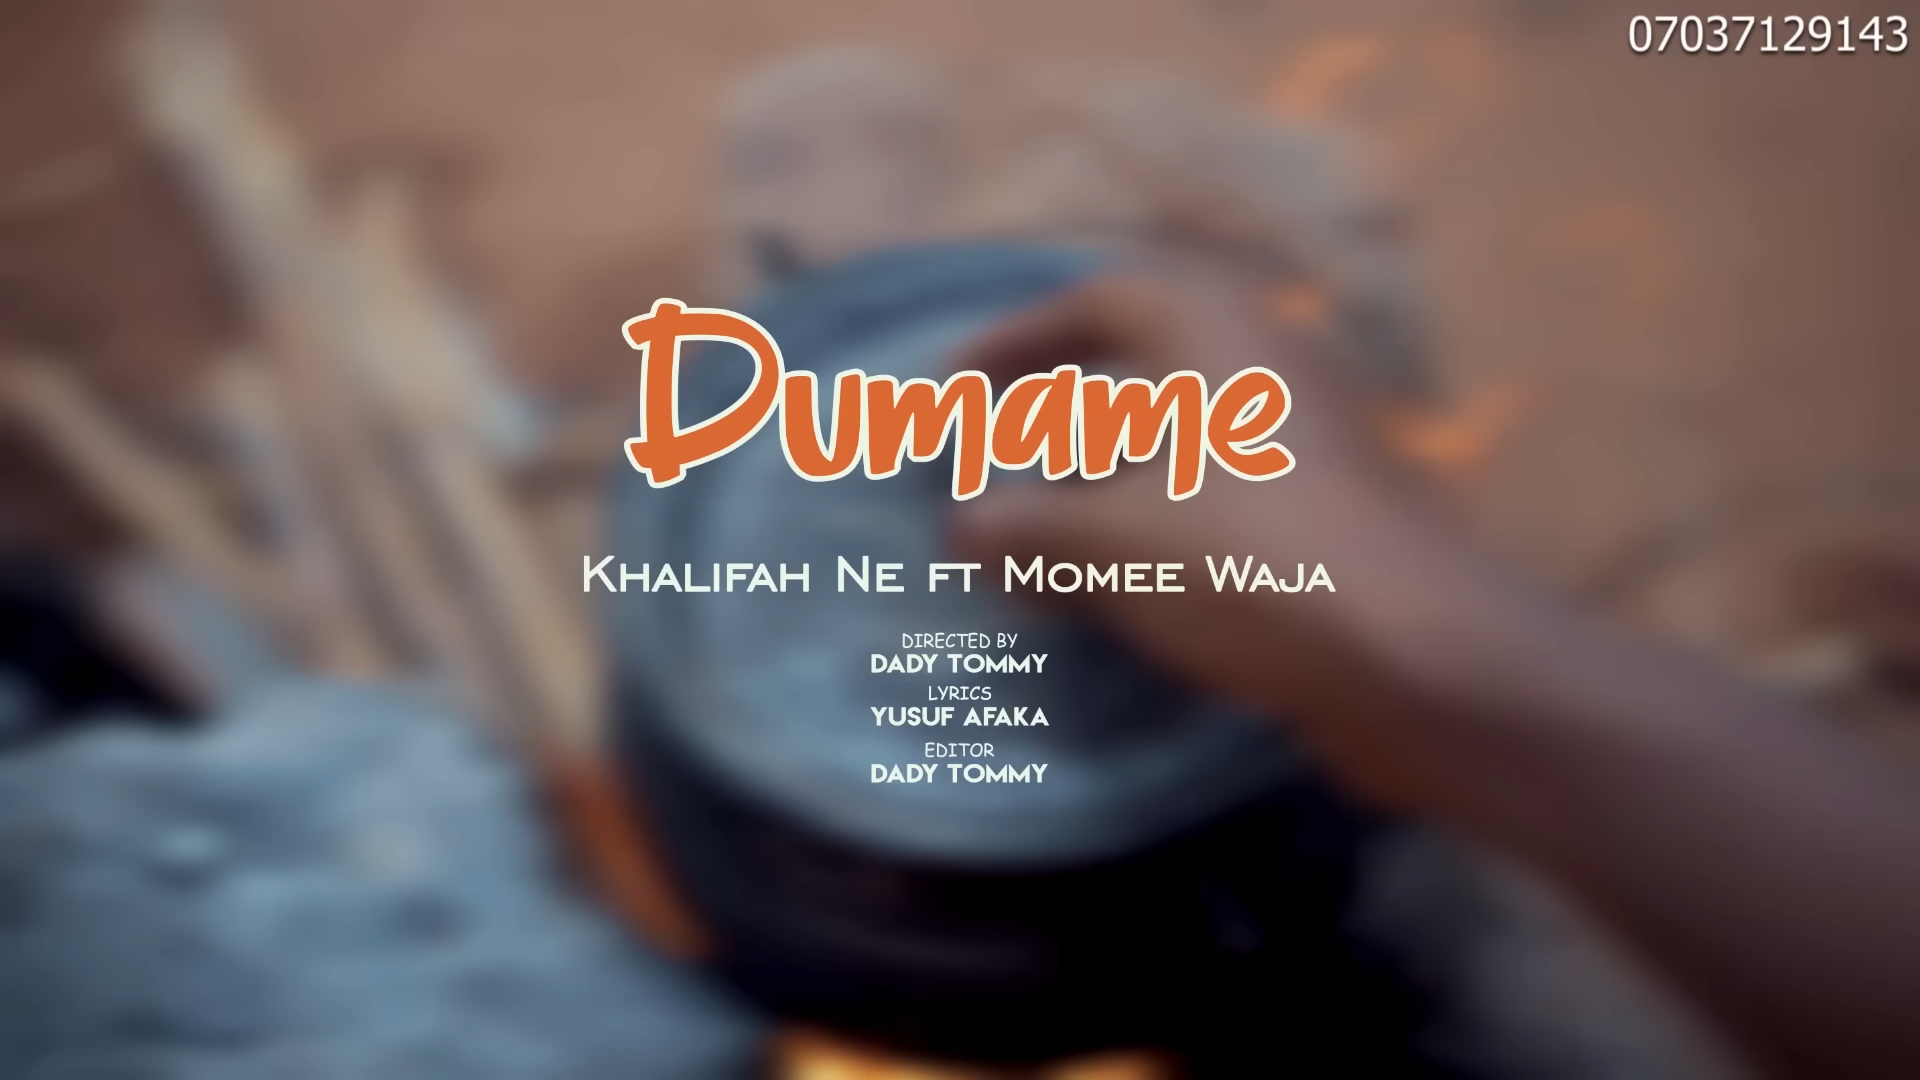 07037129143
Dumame
Khalifah Ne ft Momee Waja
DIRECTED BY
DADY TOMMY
LYRICS
YUSUF AFAKA
EDITOR
DADY TOMMY